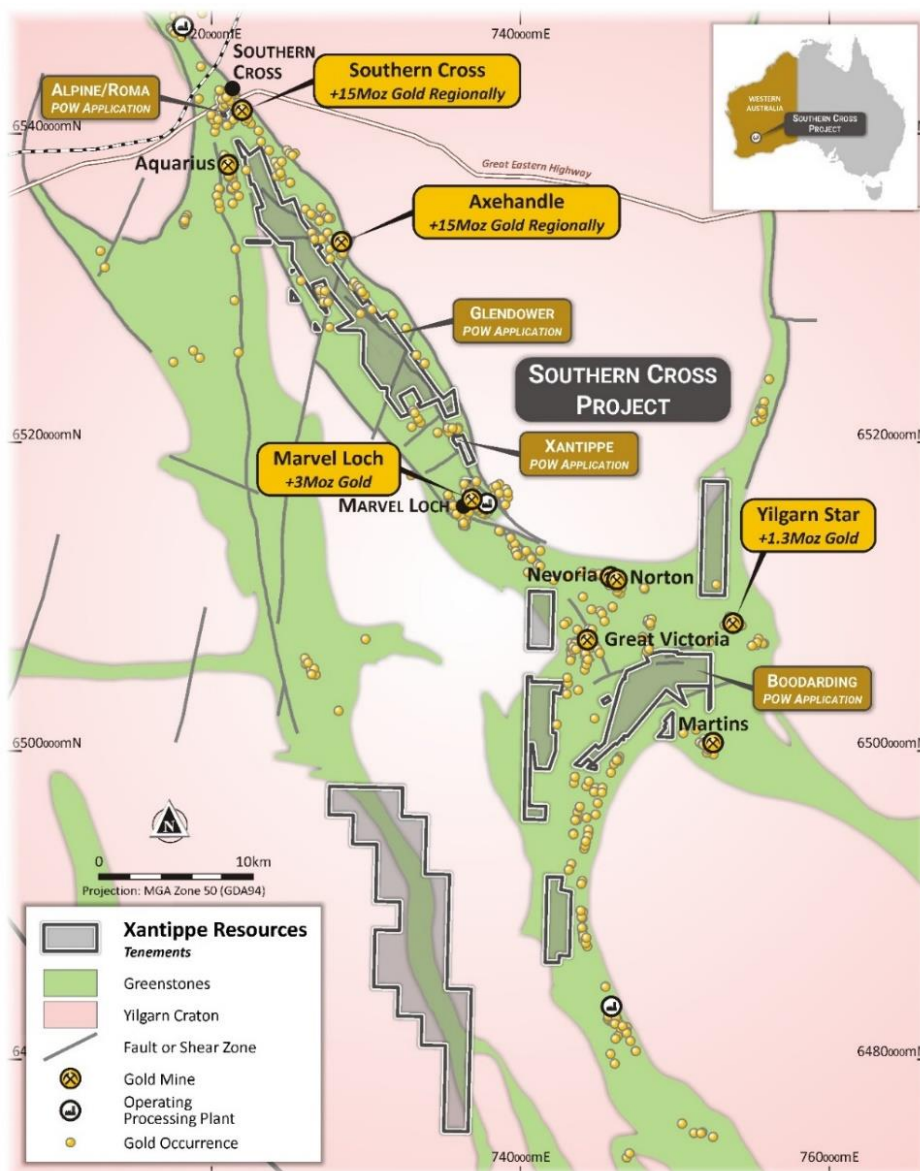 20000mE
740000mE
SOUTHERN
CROSS
Southern Cross
+15Moz Gold Regionally
ALPINE/ROMA
POW APPLICATION
WESTERN
AUSTRALIA
SOUTHERN CROSS
PROJECT
6540000mN
Aquarius
Great Eastern Highway
Axehandle
+15Moz Gold Regionally
GLENDOWER
POW APPLICATION
SOUTHERN CROSS
PROJECT
6520000mN
6520000mN
XANTIPPE
POW APPLICATION
Marvel Loch
+3Moz Gold
MARVEL LOCH
Yilgarn Star
+1.3Moz Gold
Nevoria
Norton
Great Victoria
BOODARDING
POW APPLICATION
Martins
6500000mN
6500000mN
N
0
10km
Projection: MGA Zone 50 (GDA94)
Xantippe Resources
Tenements
Greenstones
Yilgarn Craton
Fault or Shear Zone
Gold Mine
Operating
Processing Plant
Gold Occurrence
648
6480000mN
740000mE
760000mE